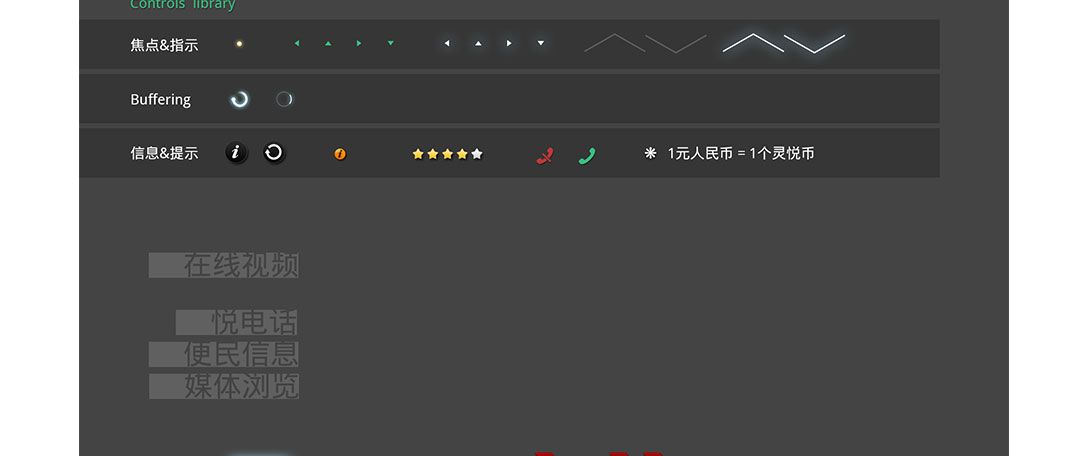 Controls library
焦点&指示
Buffering
信息&提示
1元人民币 = 1个灵悦币
在线视频
悦电话
便民信息
媒体浏览